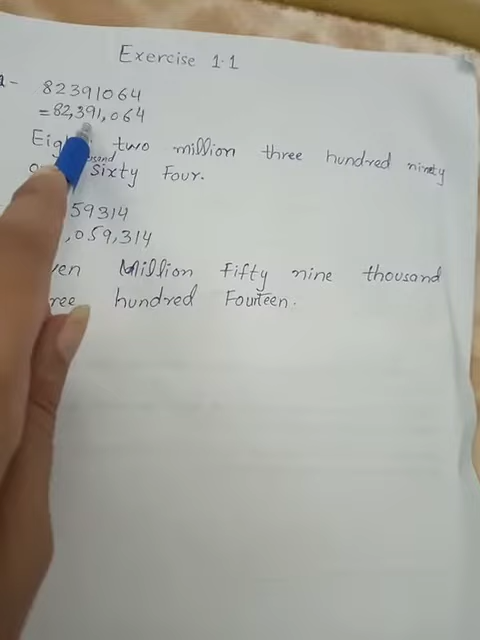 Exercise 1.1
a- 82391064
=82,391,064
two million three hundred ninety
sixty Four.
59314
,059,314
Million Fifty nine thousand
hundred Fourteen.